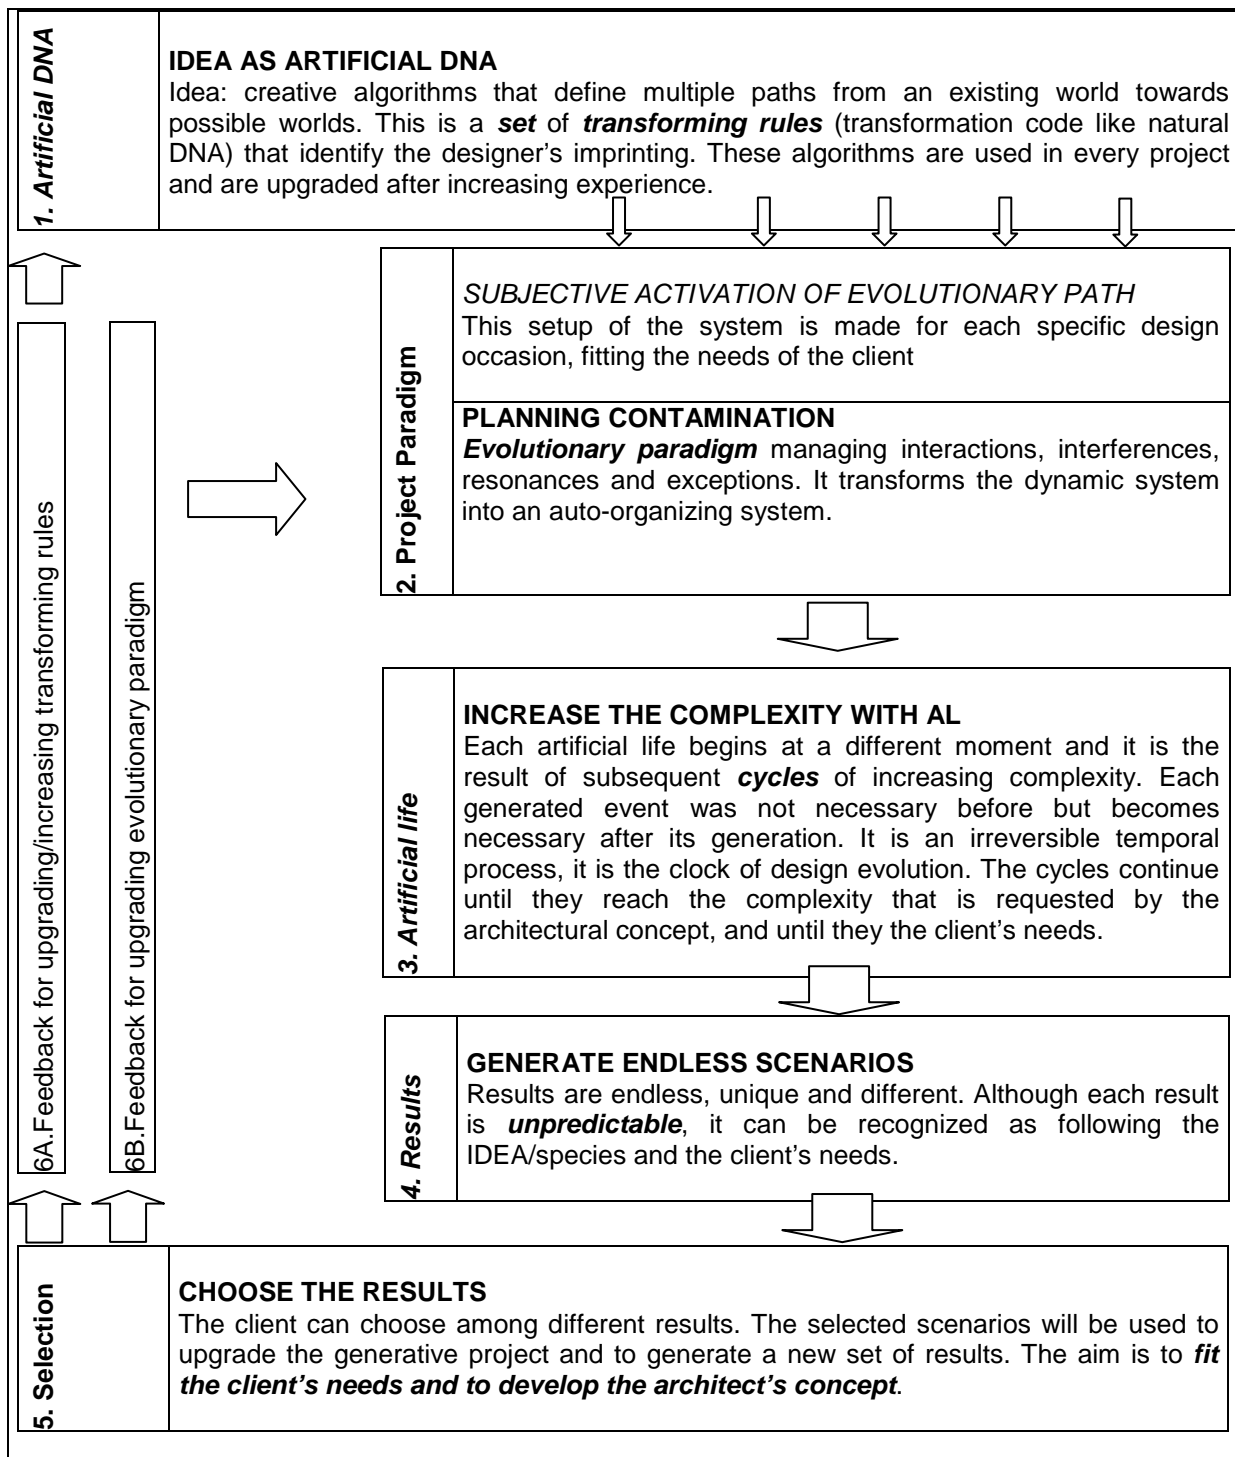 1. Artificial DNA
IDEA AS ARTIFICIAL DNA
Idea: creative algorithms that define multiple paths from an existing world towards
possible worlds. This is a set of transforming rules (transformation code like natural
DNA) that identify the designer's imprinting. These algorithms are used in every project
and are upgraded after increasing experience.
2. Project Paradigm
SUBJECTIVE ACTIVATION OF EVOLUTIONARY PATH
This setup of the system is made for each specific design
occasion, fitting the needs of the client
PLANNING CONTAMINATION
Evolutionary paradigm managing interactions, interferences,
resonances and exceptions. It transforms the dynamic system
into an auto-organizing system.
3. Artificial life
INCREASE THE COMPLEXITY WITH AL
Each artificial life begins at a different moment and it is the
result of subsequent cycles of increasing complexity. Each
generated event was not necessary before but becomes
necessary after its generation. It is an irreversible temporal
process, it is the clock of design evolution. The cycles continue
until they reach the complexity that is requested by the
architectural concept, and until they the client's needs.
4. Results
GENERATE ENDLESS SCENARIOS
Results are endless, unique and different. Although each result
is unpredictable, it can be recognized as following the
IDEA/species and the client's needs.
5. Selection
CHOOSE THE RESULTS
The client can choose among different results. The selected scenarios will be used to
upgrade the generative project and to generate a new set of results. The aim is to fit
the client's needs and to develop the architect's concept.
6A.Feedback for upgrading/increasing transforming rules
6B.Feedback for upgrading evolutionary paradigm